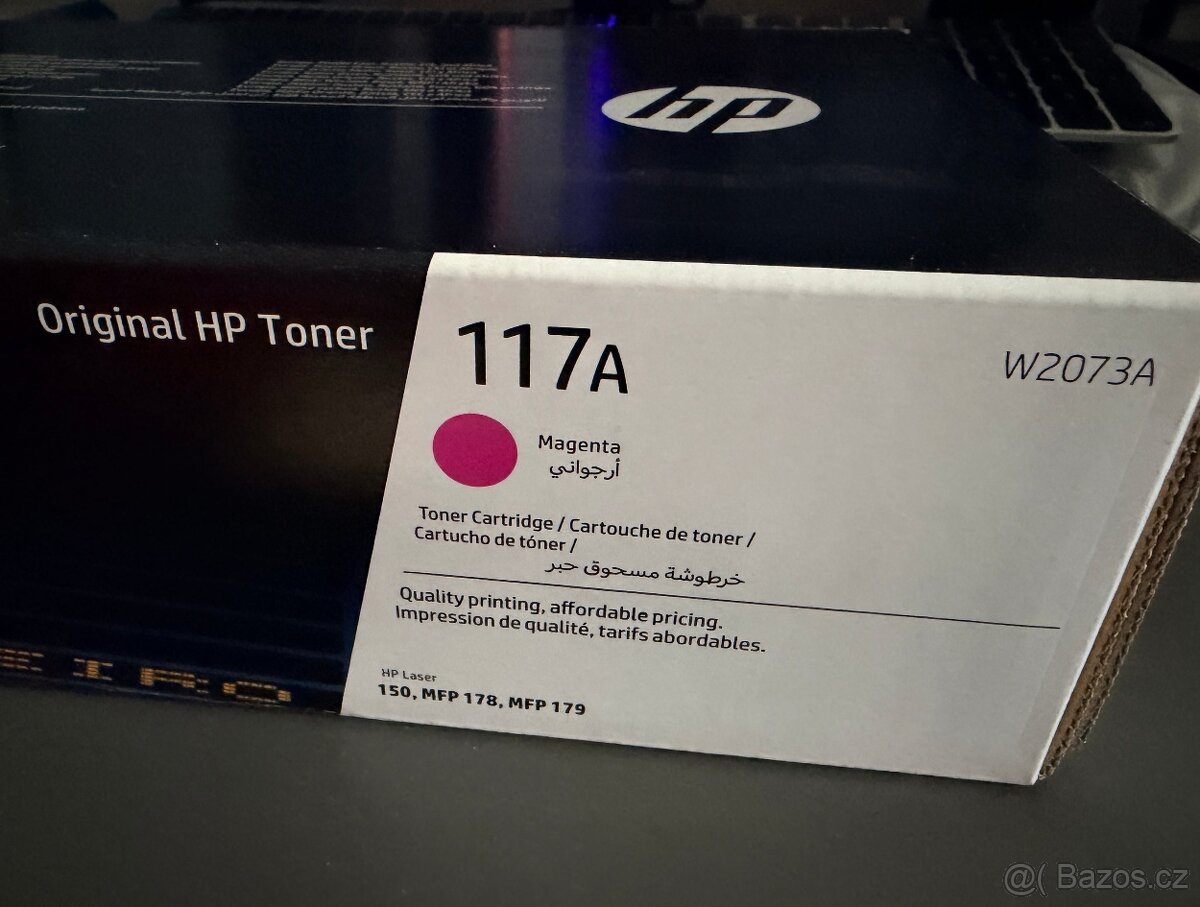 hp
Original HP Toner
117A
W2073A
Magenta
أرجواني
Toner Cartridge / Cartouche de toner /
Cartucho de tóner /
خرطوشة مسحوق حبر
Quality printing, affordable pricing.
Impression de qualité, tarifs abordables.
HP Laser
150, MFP 178, MFP 179
@( Bazos.cz